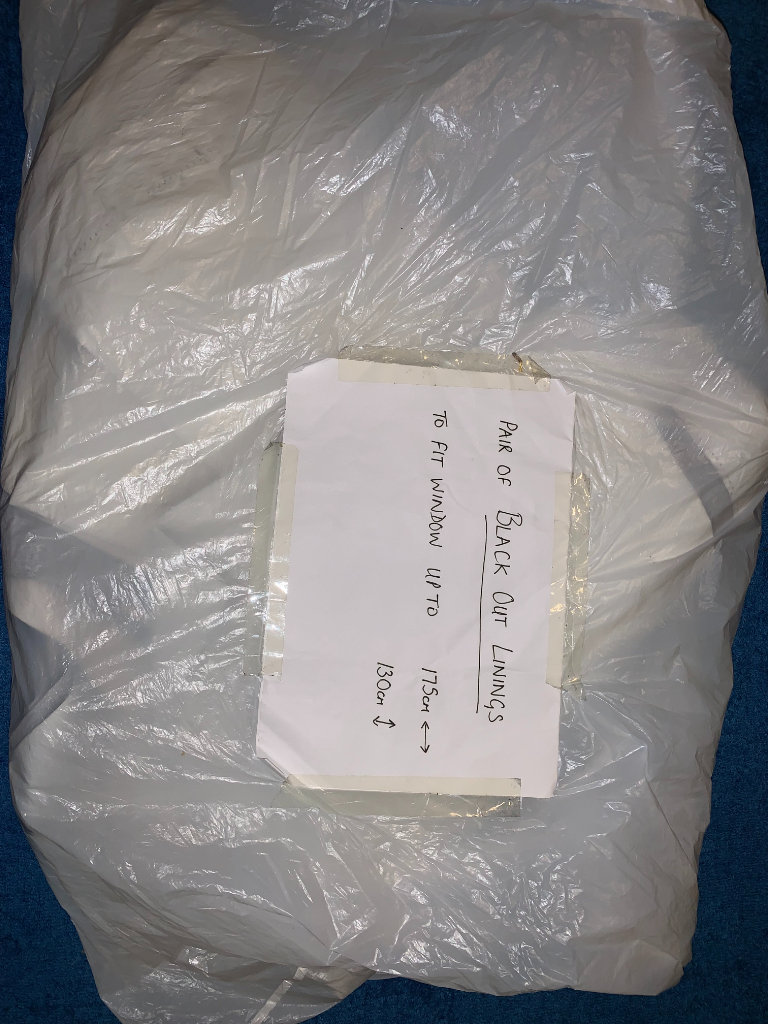 PAIR OF BLACK OUT LININGS
TO FIT WINDOW UP TO 175cm ↔
130cm ↕